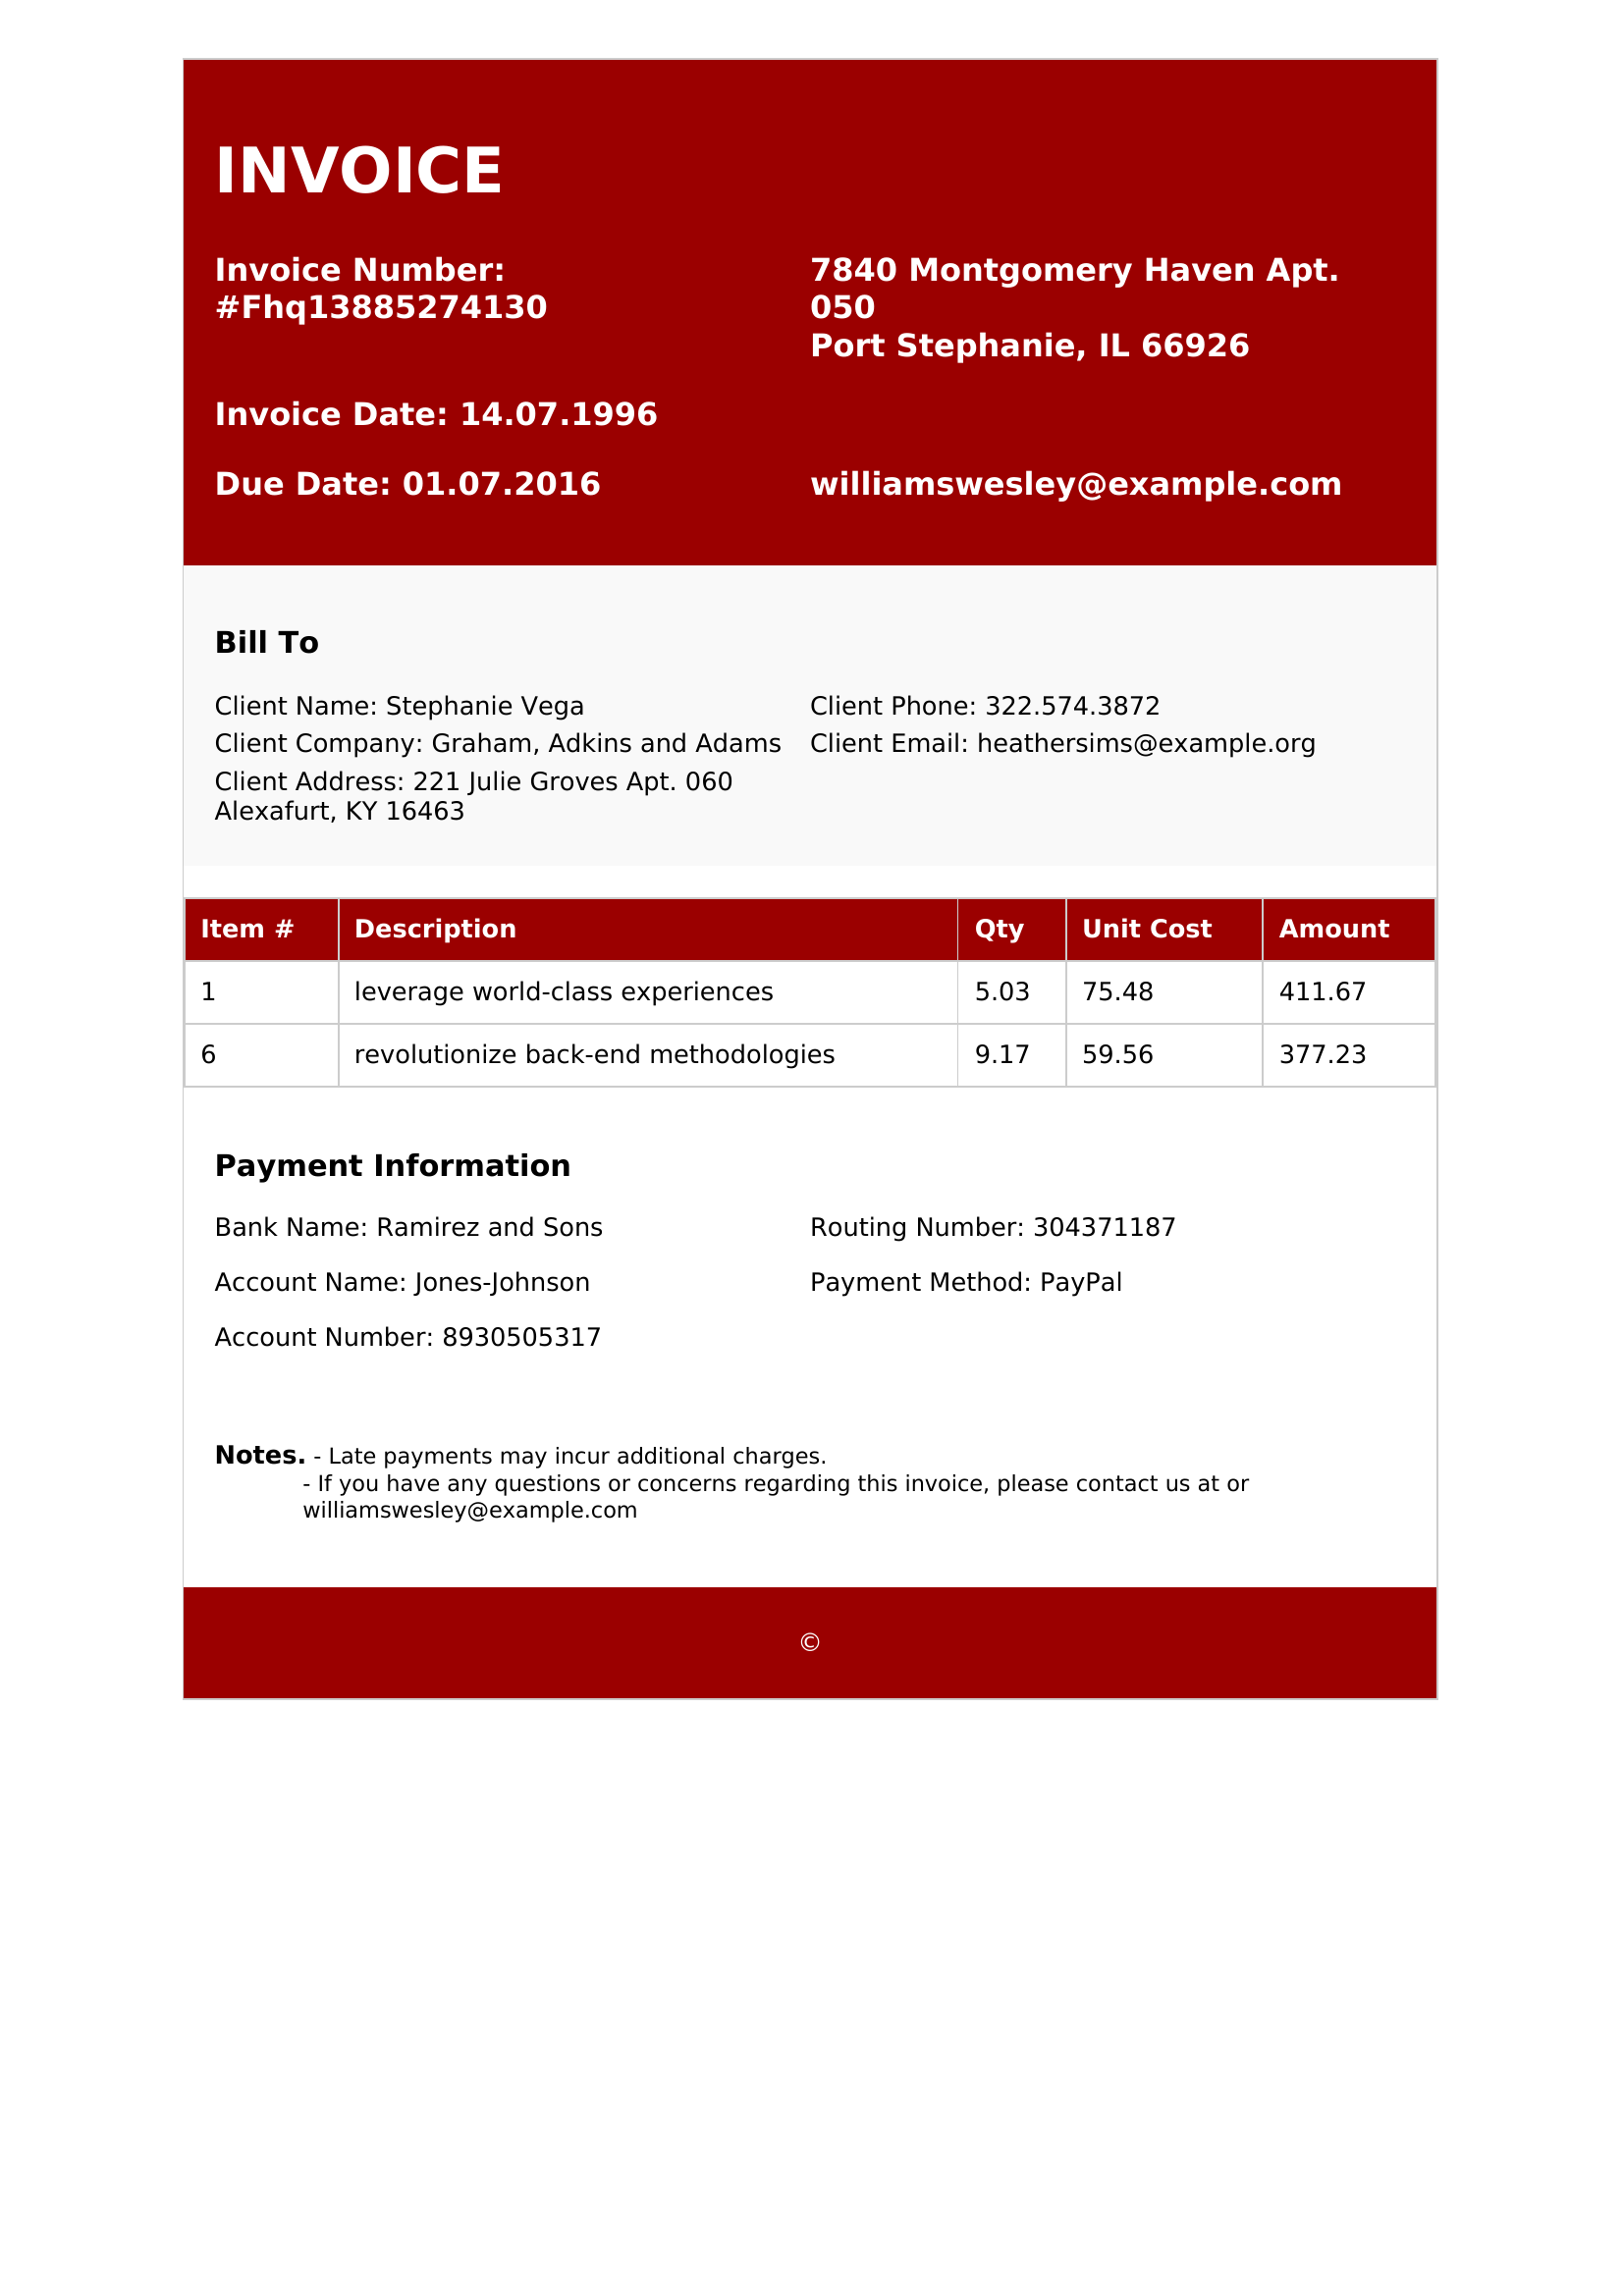 INVOICE
Invoice Number:
#Fhq13885274130
7840 Montgomery Haven Apt.
050
Port Stephanie, IL 66926
Invoice Date: 14.07.1996
Due Date: 01.07.2016
williamswesley@example.com
Bill To
Client Name: Stephanie Vega
Client Phone: 322.574.3872
Client Company: Graham, Adkins and Adams
Client Email: heathersims@example.org
Client Address: 221 Julie Groves Apt. 060
Alexafurt, KY 16463
Item # Description Qty Unit Cost Amount
1 leverage world-class experiences 5.03 75.48 411.67
6 revolutionize back-end methodologies 9.17 59.56 377.23
Payment Information
Bank Name: Ramirez and Sons
Routing Number: 304371187
Account Name: Jones-Johnson
Payment Method: PayPal
Account Number: 8930505317
Notes. - Late payments may incur additional charges.
- If you have any questions or concerns regarding this invoice, please contact us at or
williamswesley@example.com
©